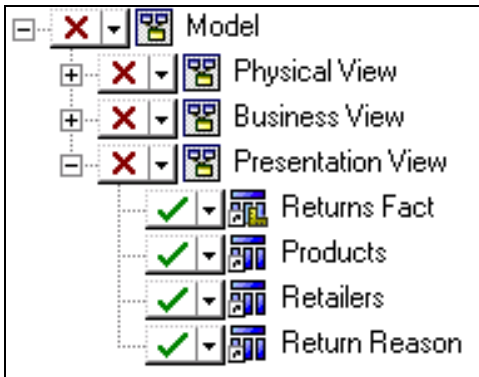 Model
Physical View
Business View
Presentation View
Returns Fact
Products
Retailers
Return Reason